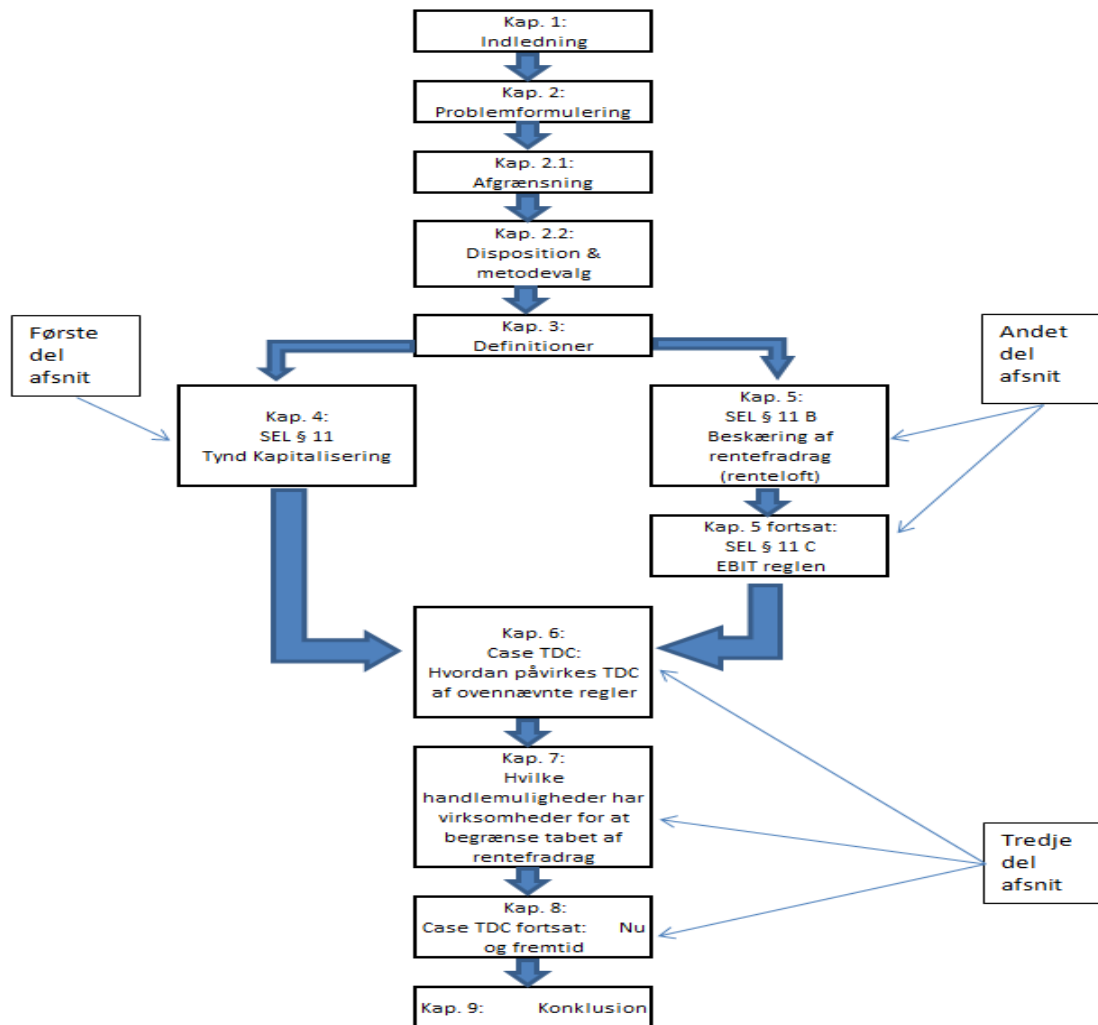 Kap. 1:
Indledning
Kap. 2:
Problemformulering
Kap. 2.1:
Afgrænsning
Kap. 2.2:
Disposition &
metodevalg
Kap. 3:
Definitioner
Første
del
afsnit
Andet
del
afsnit
Kap. 4:
SEL § 11
Tynd Kapitalisering
Kap. 5:
SEL § 11 B
Beskæring af
rentefradrag
(renteloft)
Kap. 5 fortsat:
SEL § 11 C
EBIT reglen
Kap. 6:
Case TDC:
Hvordan påvirkes TDC
af ovennævnte regler
Kap. 7:
Hvilke
handlemuligheder har
virksomheder for at
begrænse tabet af
rentefradrag
Tredje
del
afsnit
Kap. 8:
Case TDC fortsat: Nu
og fremtid
Kap. 9: Konklusion